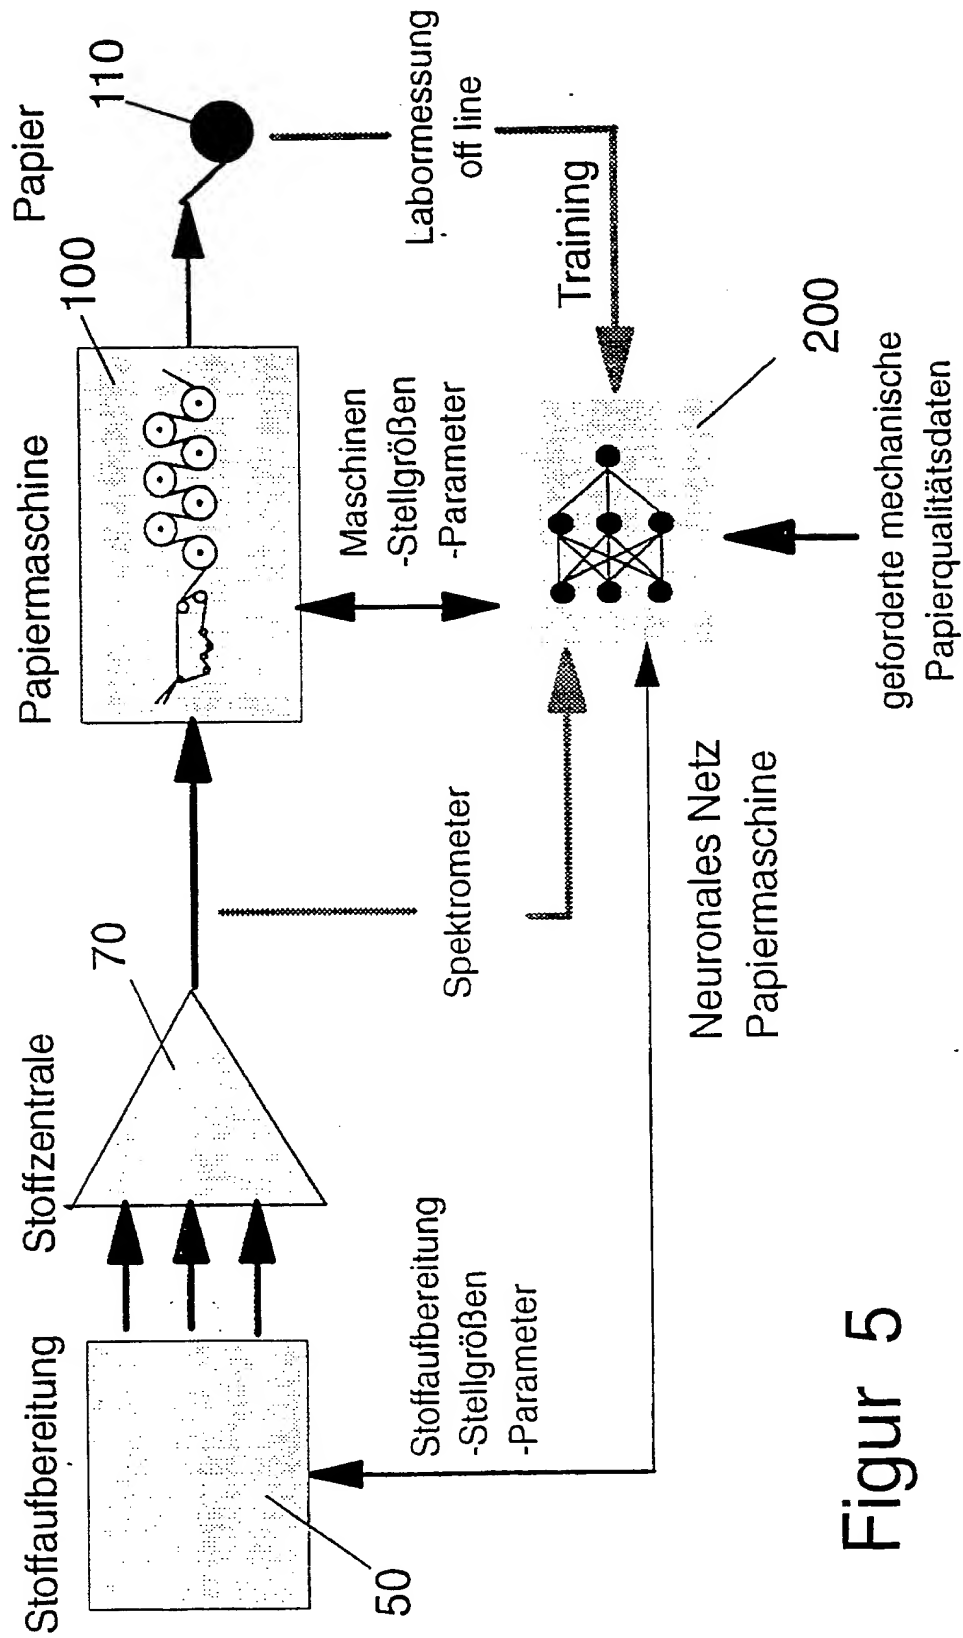 Stoffaufbereitung
Stoffzentrale
Papiermaschine
Papier
50
70
100
110
Stoffaufbereitung
-Stellgrößen
-Parameter
Spektrometer
Maschinen
-Stellgrößen
-Parameter
Labormessung
off line
Training
200
Neuronales Netz
Papiermaschine
geforderte mechanische
Papierqualitätsdaten
Figur 5